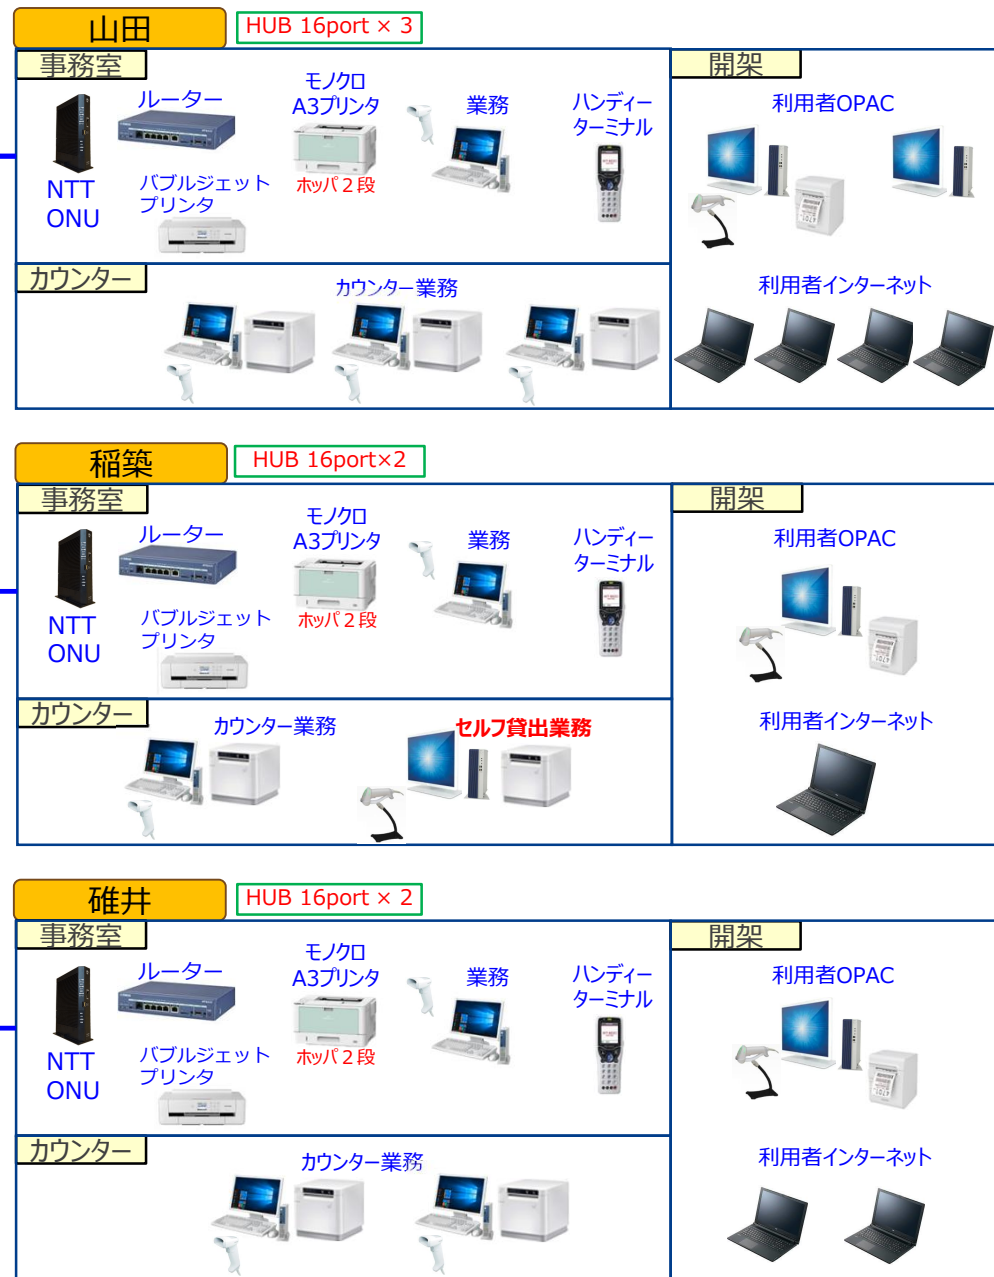 山田
HUB 16port × 3
事務室
ルーター
モノクロ
A3プリンタ
業務
ハンディー
ターミナル
NTT
ONU
バブルジェット
プリンタ
ホッパ２段
開架
利用者OPAC
カウンター
カウンター業務
利用者インターネット
稲築
HUB 16port×2
事務室
ルーター
モノクロ
A3プリンタ
業務
ハンディー
ターミナル
NTT
ONU
バブルジェット
プリンタ
ホッパ２段
開架
利用者OPAC
カウンター
カウンター業務
セルフ貸出業務
利用者インターネット
碓井
HUB 16port × 2
事務室
ルーター
モノクロ
A3プリンタ
業務
ハンディー
ターミナル
NTT
ONU
バブルジェット
プリンタ
ホッパ２段
開架
利用者OPAC
カウンター
カウンター業務
利用者インターネット